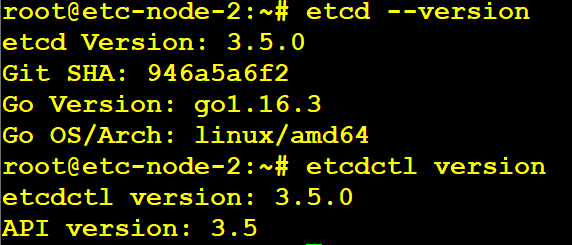 root@etc-node-2:~# etcd --version
etcd Version: 3.5.0
Git SHA: 946a5a6f2
Go Version: go1.16.3
Go OS/Arch: linux/amd64
root@etc-node-2:~# etcdctl version
etcdctl version: 3.5.0
API version: 3.5